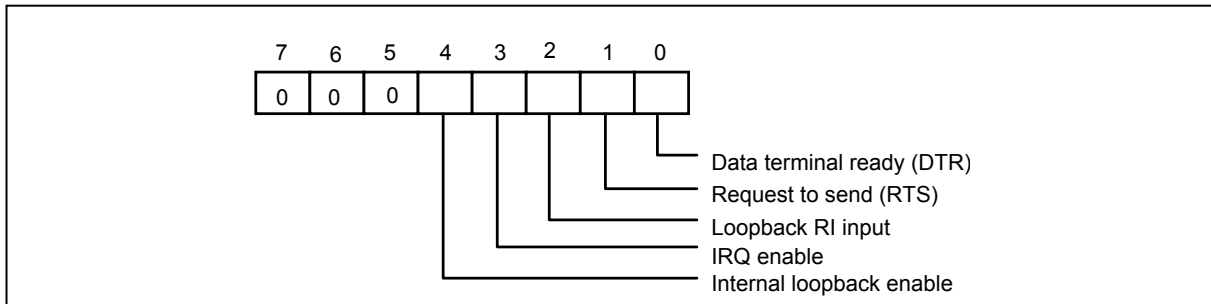 7 6 5 4 3 2 1 0
0 0 0
Data terminal ready (DTR)
Request to send (RTS)
Loopback RI input
IRQ enable
Internal loopback enable